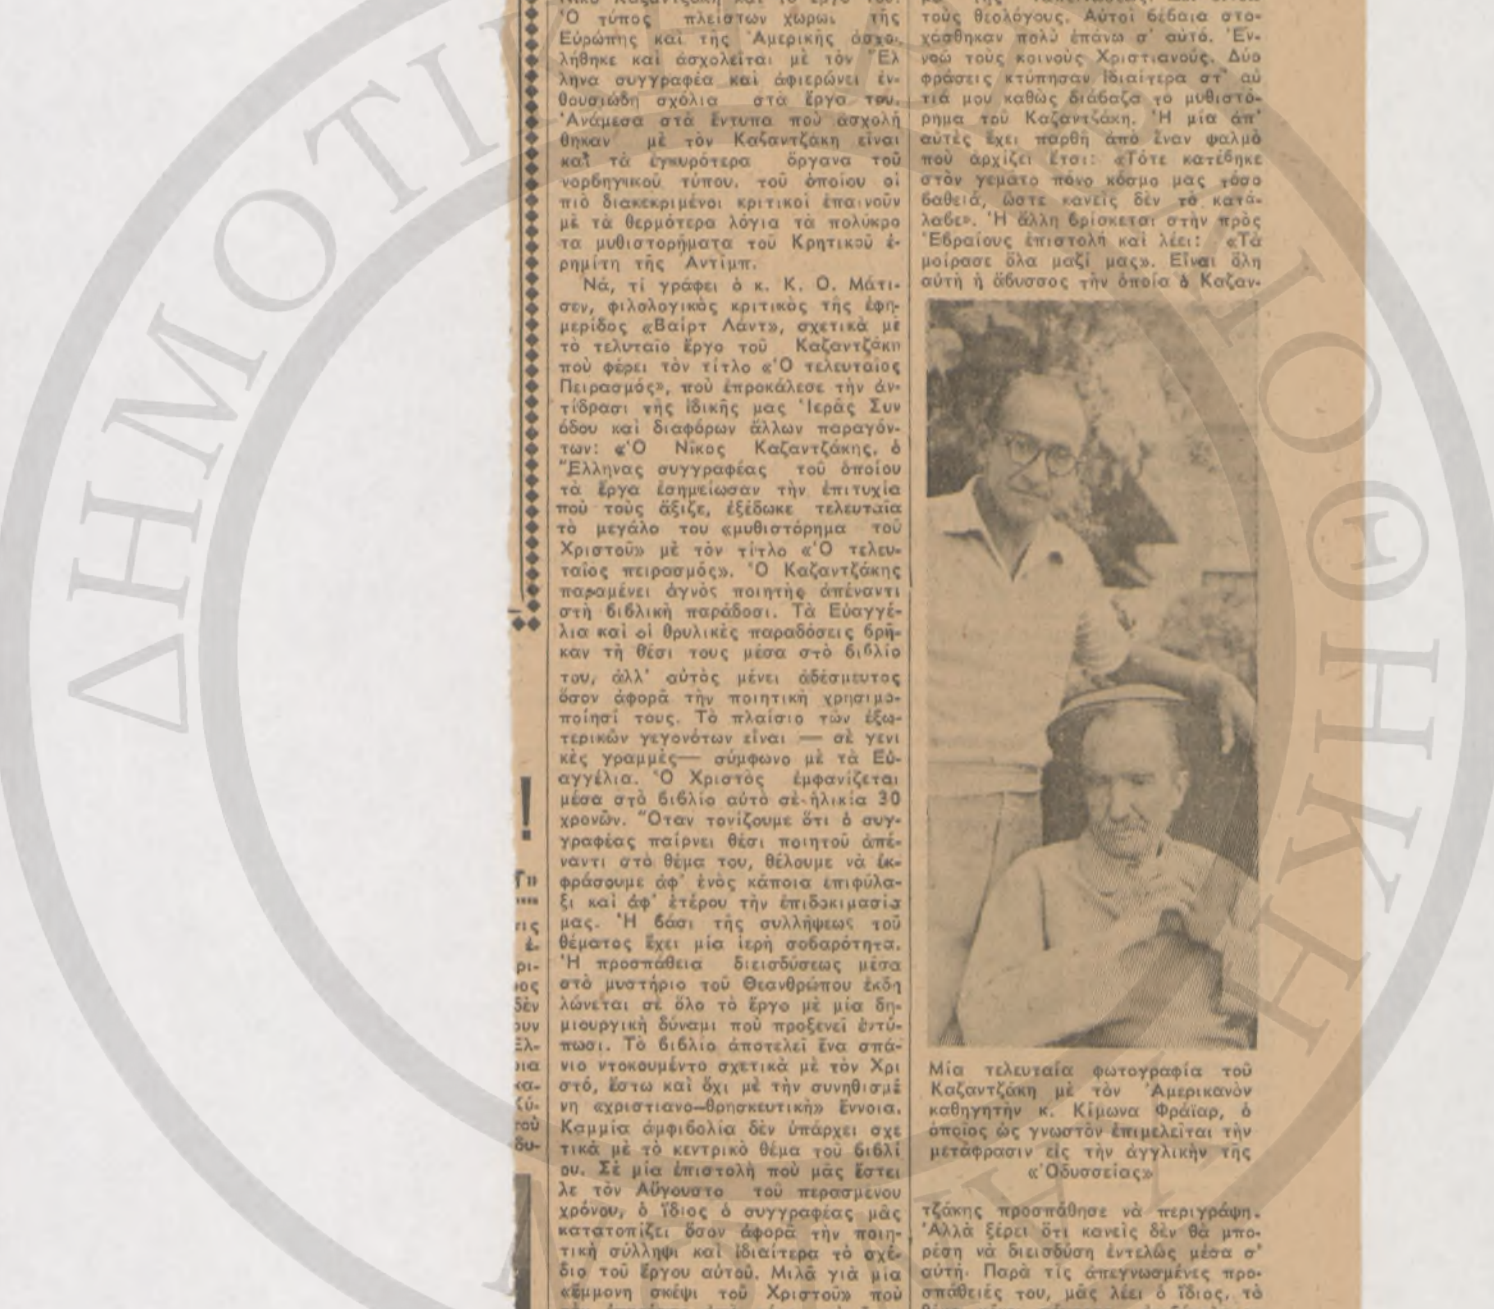 Ὁ τύπος πλείστων χωρῶν τῆς
Εὐρώπης καὶ τῆς Ἀμερικῆς ἀσχο-
λήθηκε καὶ ἀσχολεῖται μὲ τὸν Ἕλ
ληνα συγγραφέα καὶ ἀφιερώνει ἐν-
θουσιώδη σχόλια στὰ ἔργα του.
Ἀνάμεσα στὰ ἔντυπα ποὺ ἀσχολή
θηκαν μὲ τὸν Καζαντζάκη εἶναι
καὶ τὰ ἐγκυρότερα ὄργανα τοῦ
νορβηγικοῦ τύπου, τοῦ ὁποίου οἱ
πιὸ διακεκριμένοι κριτικοὶ ἐπαινοῦν
μὲ τὰ θερμότερα λόγια τὰ πολύκρο
τα μυθιστορήματα τοῦ Κρητικοῦ ἐ-
ρημίτη τῆς Ἀντίμπ.
Νά, τί γράφει ὁ κ. Κ. Ο. Μάτι-
σεν, φιλολογικὸς κριτικὸς τῆς ἐφη-
μερίδος «Βαίρτ Λάντ», σχετικὰ μὲ
τὸ τελυταῖο ἔργο τοῦ Καζαντζάκη
ποὺ φέρει τὸν τίτλο «Ὁ τελευταῖος
Πειρασμός», ποὺ ἐπροκάλεσε τὴν ἀν-
τίδρασι τῆς ἰδικῆς μας Ἱερᾶς Συν
όδου καὶ διαφόρων ἄλλων παραγόν-
των: «Ὁ Νῖκος Καζαντζάκης, ὁ
Ἕλληνας συγγραφέας τοῦ ὁποίου
τὰ ἔργα ἐσημείωσαν τὴν ἐπιτυχία
ποὺ τοὺς ἄξιζε, ἐξέδωκε τελευταῖα
τὸ μεγάλο του «μυθιστόρημα τοῦ
Χριστοῦ» μὲ τὸν τίτλο «Ὁ τελευ-
ταῖος πειρασμός». Ὁ Καζαντζάκης
παραμένει ἁγνὸς ποιητὴς ἀπέναντι
στὴ βιβλικὴ παράδοσι. Τὰ Εὐαγγέ-
λια καὶ οἱ θρυλικὲς παραδόσεις βρῆ-
καν τὴ θέσι τους μέσα στὸ βιβλίο
του, ἀλλ' αὐτὸς μένει ἀδέσμευτος
ὅσον ἀφορᾶ τὴν ποιητικὴ χρησιμο-
ποίησί τους. Τὸ πλαίσιο τῶν ἐξω-
τερικῶν γεγονότων εἶναι — σὲ γενι
κὲς γραμμὲς— σύμφωνο μὲ τὰ Εὐ-
αγγέλια. Ὁ Χριστὸς ἐμφανίζεται
μέσα στὸ βιβλίο αὐτὸ σὲ ἡλικία 30
χρονῶν. Ὅταν τονίζουμε ὅτι ὁ συγ-
γραφέας παίρνει θέσι ποιητοῦ ἀπέ-
ναντι στὸ θέμα του, θέλουμε νὰ ἐκ-
φράσουμε ἀφ' ἑνὸς κάποια ἐπιφύλα-
ξι καὶ ἀφ' ἑτέρου τὴν ἐπιδοκιμασία
μας. Ἡ βάσι τῆς συλλήψεως τοῦ
θέματος ἔχει μία ἱερὴ σοβαρότητα.
Ἡ προσπάθεια διεισδύσεως μέσα
στὸ μυστήριο τοῦ Θεανθρώπου ἐκδη
λώνεται σὲ ὅλο τὸ ἔργο μὲ μία δη-
μιουργικὴ δύναμι ποὺ προξενεῖ ἐντύ-
πωσι. Τὸ βιβλίο ἀποτελεῖ ἕνα σπά-
νιο ντοκουμέντο σχετικὰ μὲ τὸν Χρι
στό, ἔστω καὶ ὄχι μὲ τὴν συνηθισμέ
νη «χριστιανο—θρησκευτικὴ» ἔννοια.
Καμμία ἀμφιβολία δὲν ὑπάρχει σχε
τικὰ μὲ τὸ κεντρικὸ θέμα τοῦ βιβλί
ου. Σὲ μία ἐπιστολὴ ποὺ μᾶς ἔστει
λε τὸν Αὔγουστο τοῦ περασμένου
χρόνου, ὁ ἴδιος ὁ συγγραφέας μᾶς
κατατοπίζει ὅσον ἀφορᾶ τὴν ποιη-
τικὴ σύλληψι καὶ ἰδιαίτερα τὸ σχέ-
διο τοῦ ἔργου αὐτοῦ. Μιλᾶ γιὰ μία
«ἔμμονη σκέψι τοῦ Χριστοῦ» ποὺ
τοὺς θεολόγους. Αὐτοὶ βέβαια στο-
χάσθηκαν πολὺ ἐπάνω σ' αὐτό. Ἐν-
νοῶ τοὺς κοινοὺς Χριστιανούς. Δύο
φράσεις κτύπησαν ἰδιαίτερα στ' αὐ
τιά μου καθὼς διάβαζα το μυθιστό-
ρημα τοῦ Καζαντζάκη. Ἡ μία ἀπ'
αὐτὲς ἔχει παρθῆ ἀπὸ ἕναν ψαλμὸ
ποὺ ἀρχίζει ἔτσι: «Τότε κατέβηκε
στὸν γεμάτο πόνο κόσμο μας τόσο
βαθειά, ὥστε κανεὶς δὲν τὸ κατά-
λαβε». Ἡ ἄλλη βρίσκεται στὴν πρὸς
Ἑβραίους ἐπιστολὴ καὶ λέει: «Τὰ
μοίρασε ὅλα μαζί μας». Εἶναι ὅλη
αὐτὴ ἡ ἄβυσσος τὴν ὁποία ὁ Καζαν-
Μία τελευταία φωτογραφία τοῦ
Καζαντζάκη μὲ τὸν Ἀμερικανὸν
καθηγητὴν κ. Κίμωνα Φράϊαρ, ὁ
ὁποῖος ὡς γνωστὸν ἐπιμελεῖται τὴν
μετάφρασιν εἰς τὴν ἀγγλικὴν τῆς
«Ὀδυσσείας»
τζάκης προσπάθησε νὰ περιγράψη.
Ἀλλὰ ξέρει ὅτι κανεὶς δὲν θὰ μπο-
ρέση νὰ διεισδύση ἐντελῶς μέσα σ'
αὐτή. Παρὰ τὶς ἀπεγνωσμένες προ-
σπάθειές του, μᾶς λέει ὁ ἴδιος, τὸ
ΔΗΜΟΤΙΚ
ΙΟΘΗΚΗ